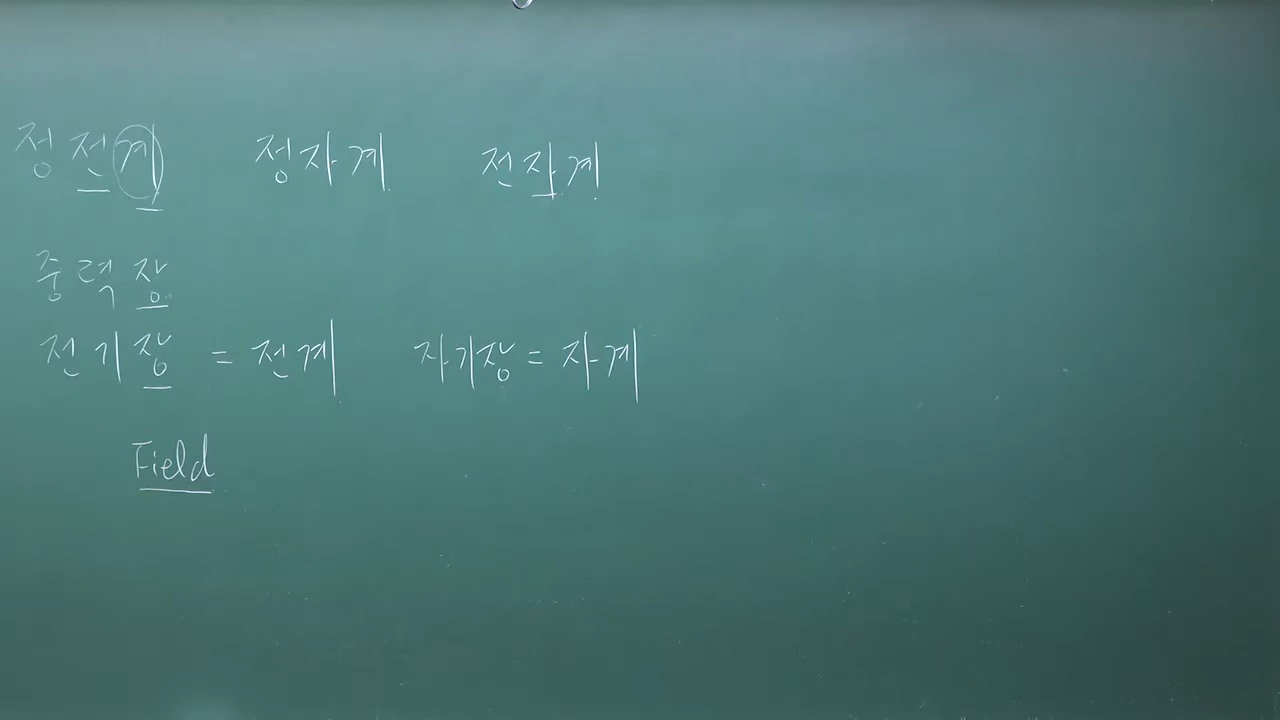 정전계 정자계 전자계
중력장
전기장 = 전계 자기장 = 자계
Field